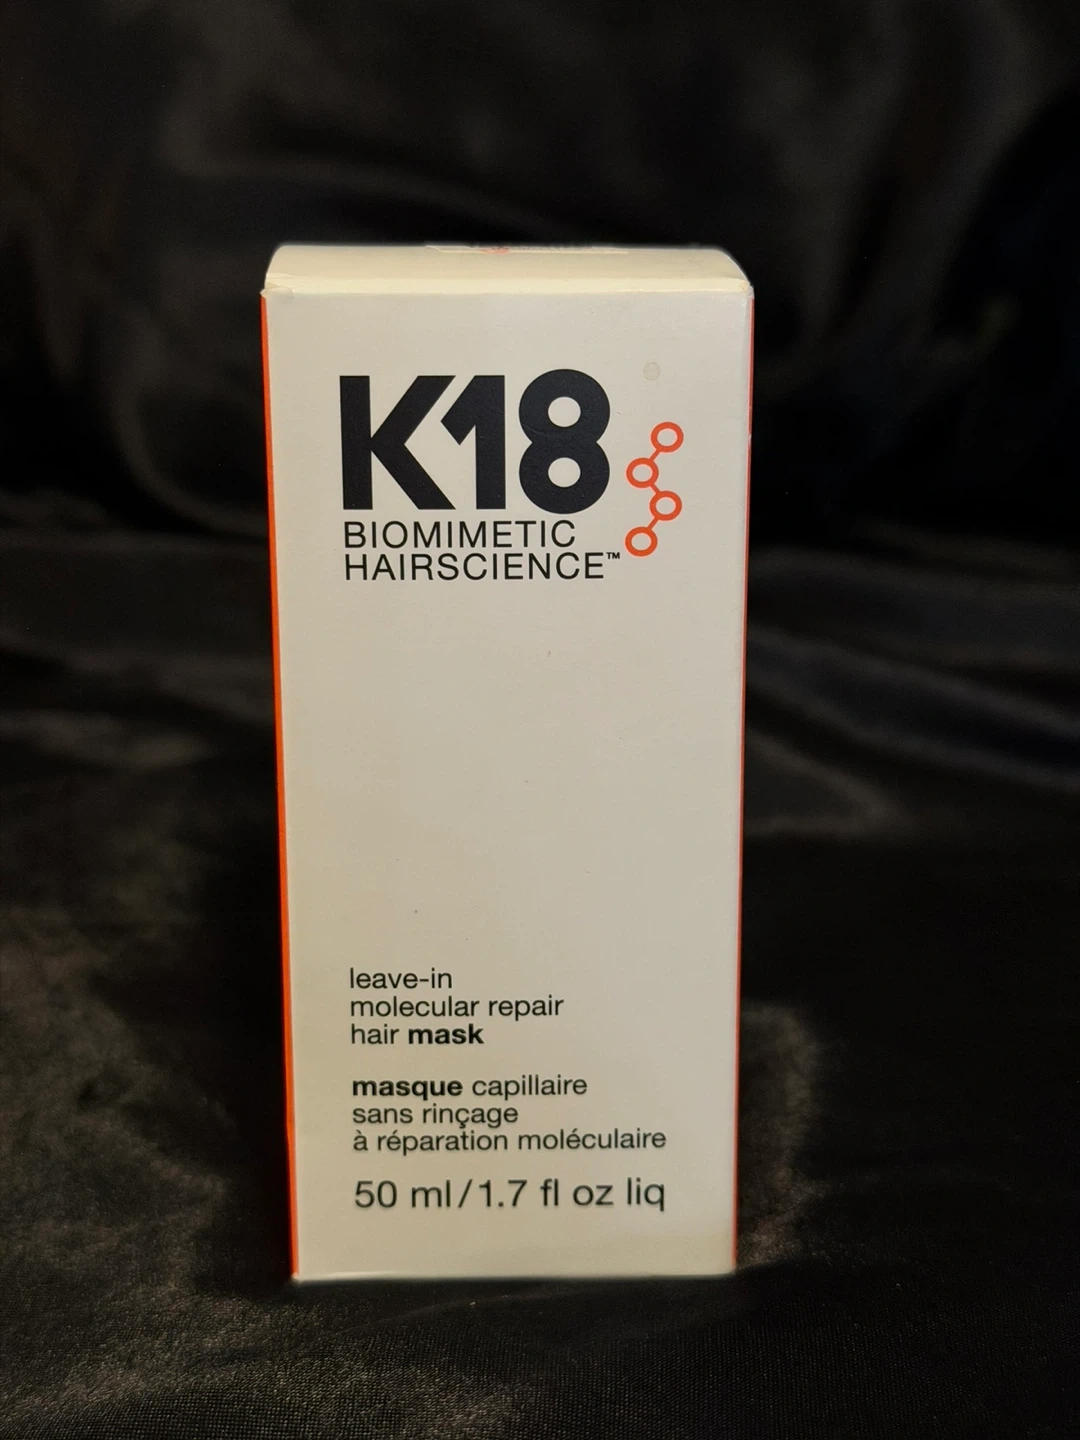 K18
BIOMIMETIC
HAIRSCIENCE™
leave-in
molecular repair
hair mask
masque capillaire
sans rinçage
à réparation moléculaire
50 ml/1.7 fl oz liq